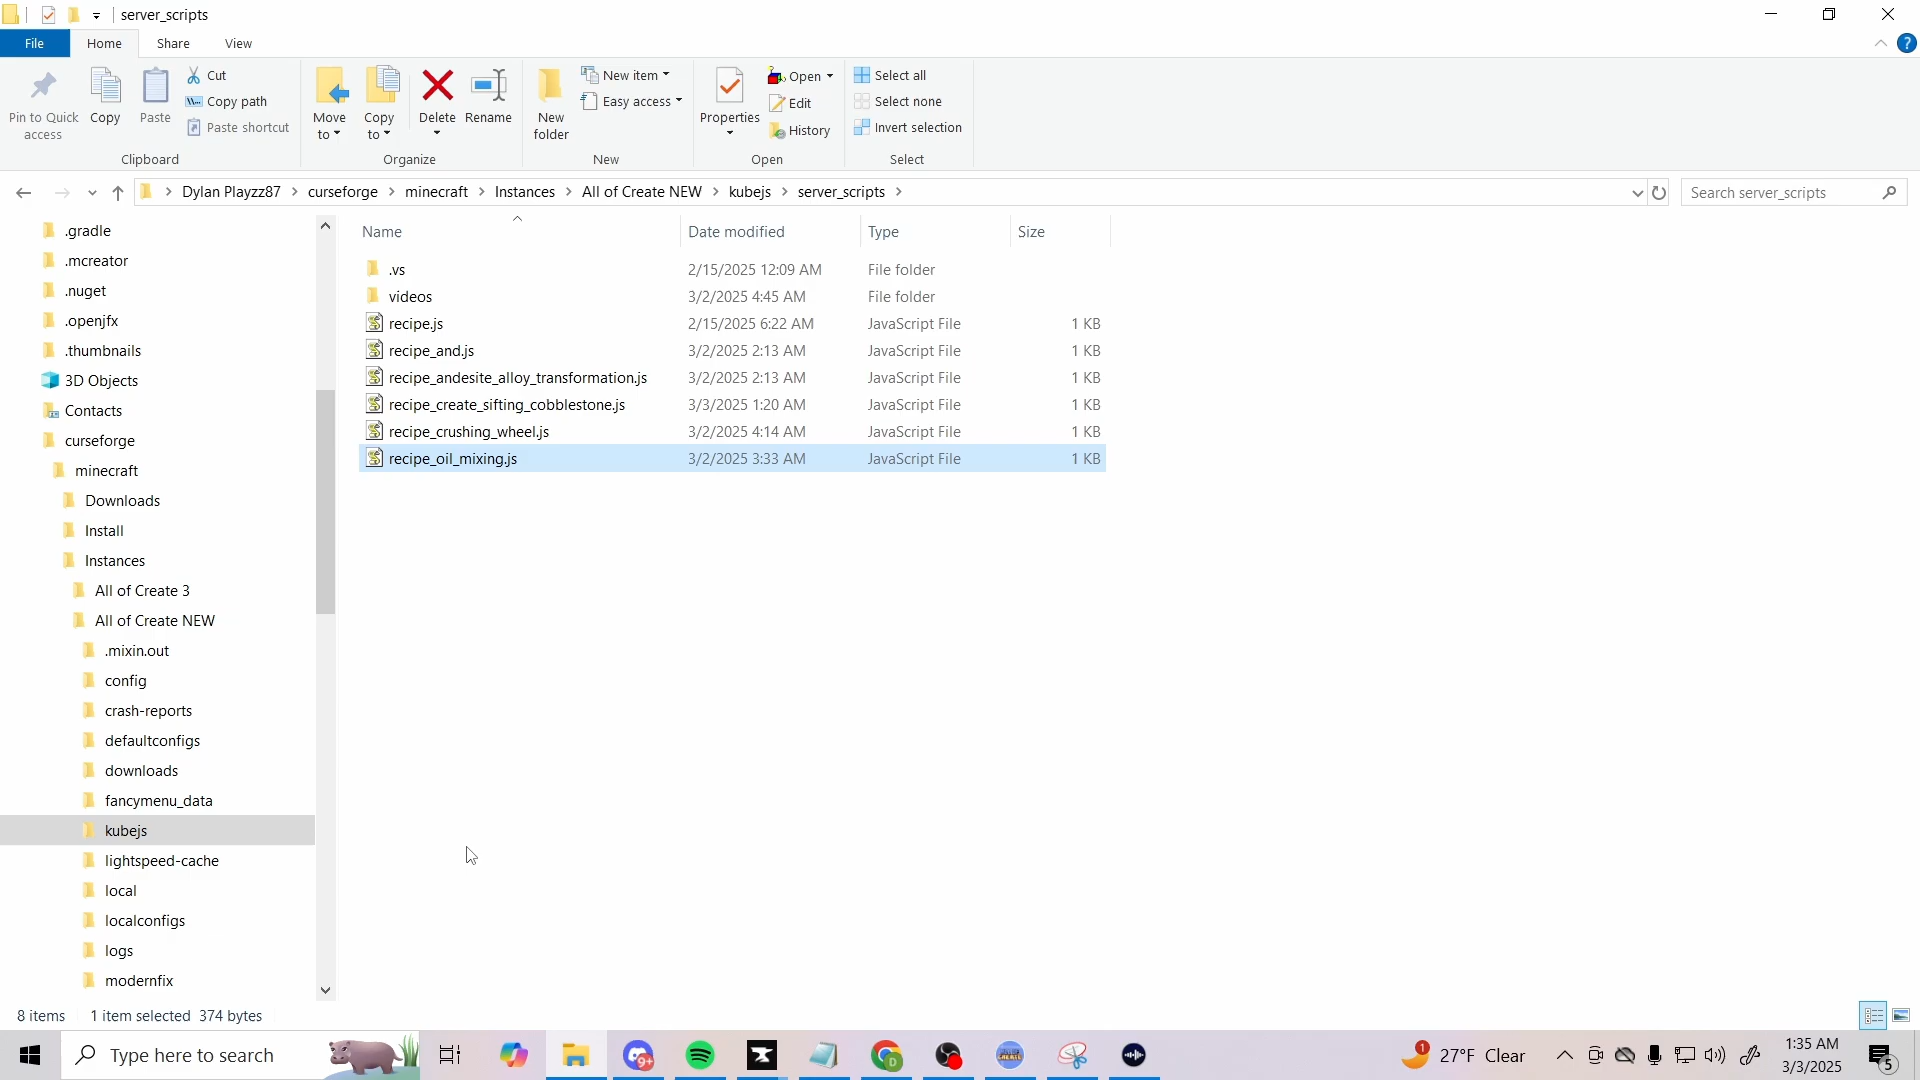 server_scripts
File
Home
Share
View
?
Pin to Quick access
Copy
Paste
Cut
Copy path
Paste shortcut
Clipboard
Move to
Copy to
Delete
Rename
Organize
New folder
New item
Easy access
New
Properties
Open
Edit
History
Open
Select all
Select none
Invert selection
Select
Dylan Playzz87
curseforge
minecraft
Instances
All of Create NEW
kubejs
server_scripts
Search server_scripts
.gradle
.mcreator
.nuget
.openjfx
.thumbnails
3D Objects
Contacts
curseforge
minecraft
Downloads
Install
Instances
All of Create 3
All of Create NEW
.mixin.out
config
crash-reports
defaultconfigs
downloads
fancymenu_data
kubejs
lightspeed-cache
local
localconfigs
logs
modernfix
Name Date modified Type Size
.vs 2/15/2025 12:09 AM File folder
videos 3/2/2025 4:45 AM File folder
recipe.js 2/15/2025 6:22 AM JavaScript File 1 KB
recipe_and.js 3/2/2025 2:13 AM JavaScript File 1 KB
recipe_andesite_alloy_transformation.js 3/2/2025 2:13 AM JavaScript File 1 KB
recipe_create_sifting_cobblestone.js 3/3/2025 1:20 AM JavaScript File 1 KB
recipe_crushing_wheel.js 3/2/2025 4:14 AM JavaScript File 1 KB
recipe_oil_mixing.js 3/2/2025 3:33 AM JavaScript File 1 KB
8 items 1 item selected 374 bytes
Type here to search
9+
D
1
27°F Clear
1:35 AM
3/3/2025
5